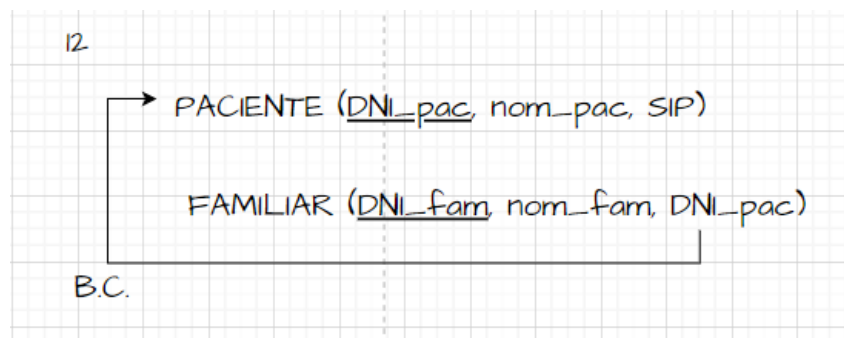 12
PACIENTE (DNI_pac, nom_pac, SIP)
FAMILIAR (DNI_fam, nom_fam, DNI_pac)
B.C.